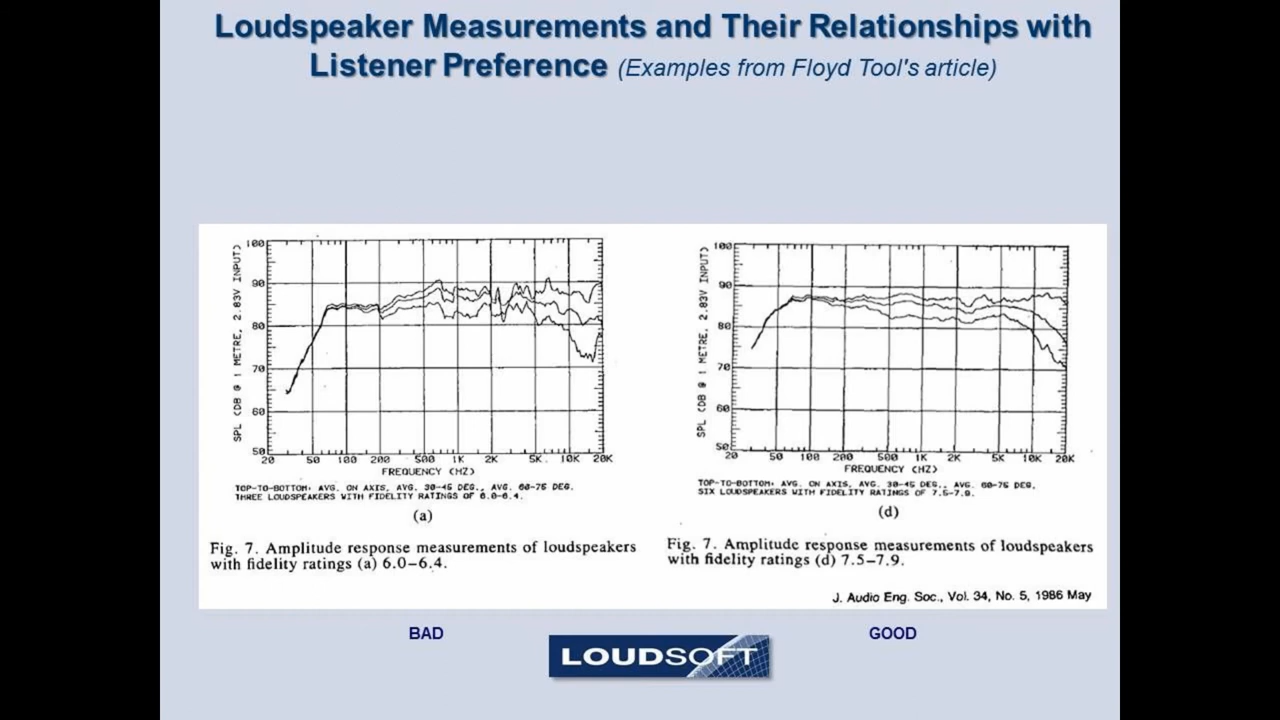 Loudspeaker Measurements and Their Relationships with
Listener Preference (Examples from Floyd Tool's article)
SPL (DB @ 1 METRE, 2.83V INPUT)
100
90
80
70
60
50
20 50 100 200 500 1K 2K 5K 10K 20K
FREQUENCY (HZ)
TOP-TO-BOTTOM: AVG. ON AXIS, AVG. 30-45 DEG., AVG. 60-75 DEG.
THREE LOUDSPEAKERS WITH FIDELITY RATINGS OF 6.0-6.4.
(a)
Fig. 7. Amplitude response measurements of loudspeakers
with fidelity ratings (a) 6.0–6.4.
SPL (DB @ 1 METRE, 2.83V INPUT)
100
90
80
70
60
50
20 50 100 200 500 1K 2K 5K 10K 20K
FREQUENCY (HZ)
TOP-TO-BOTTOM: AVG. ON AXIS, AVG. 30-45 DEG., AVG. 60-75 DEG.
SIX LOUDSPEAKERS WITH FIDELITY RATINGS OF 7.5-7.9.
(d)
Fig. 7. Amplitude response measurements of loudspeakers
with fidelity ratings (d) 7.5–7.9.
J. Audio Eng. Soc., Vol. 34, No. 5, 1986 May
BAD
GOOD
LOUDSOFT